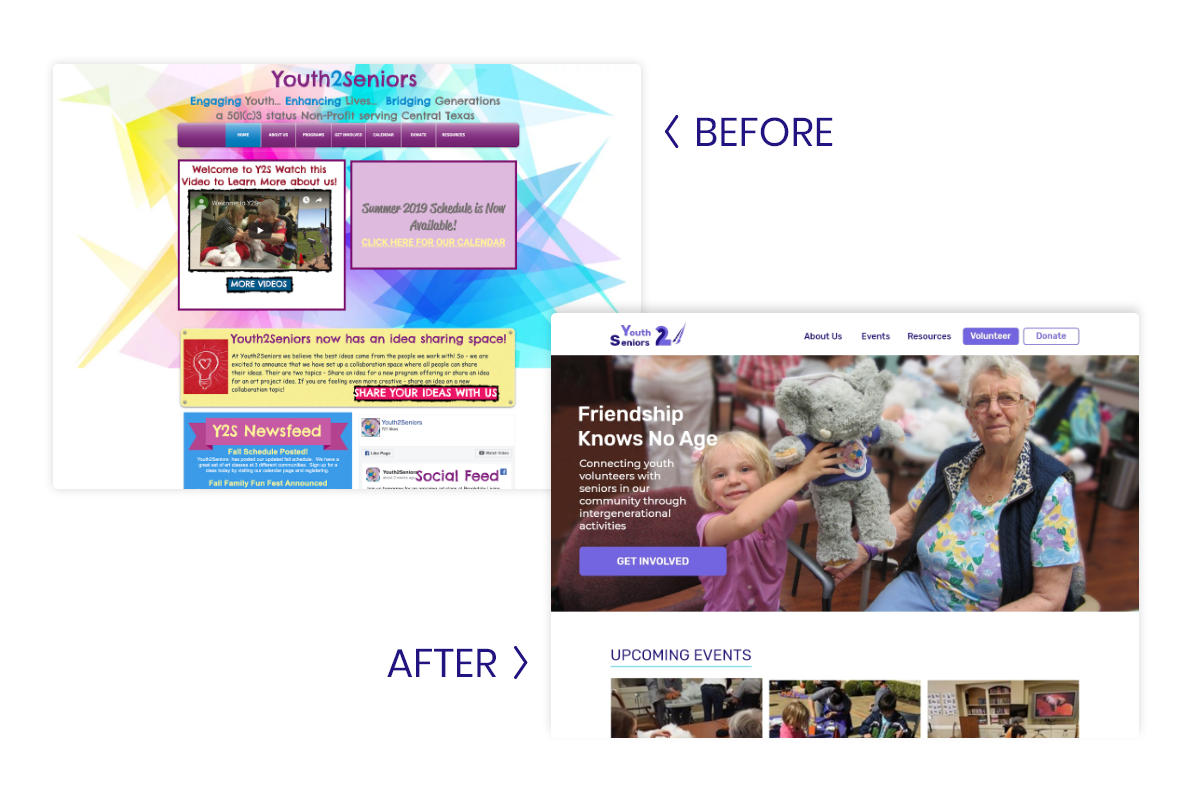 Youth2Seniors
Engaging Youth... Enhancing Lives... Bridging Generations
a 501(c)3 status Non-Profit serving Central Texas
HOME ABOUT US PROGRAMS GET INVOLVED CALENDAR DONATE RESOURCES
〈 BEFORE
Welcome to Y2S Watch this
Video to Learn More about us!
Welcome to Y2S
MORE VIDEOS
Summer 2019 Schedule is Now
Available!
CLICK HERE FOR OUR CALENDAR
Youth2Seniors now has an idea sharing space!
At Youth2Seniors we believe the best ideas come from the people we work with! So - we are
excited to announce that we have set up a collaboration space where all people can share
their ideas. Their are two topics - Share an idea for a new program offering or share an idea
for an art project idea. If you are feeling even more creative - share an idea on a new
collaboration topic!
SHARE YOUR IDEAS WITH US
Y2S Newsfeed
Fall Schedule Posted!
Youth2Seniors' has posted our updated fall schedule. We have a
great set of art classes at 3 different communities. Sign up for a
class today by visiting our calendar page and registering.
Fall Family Fun Fest Announced
Youth2Seniors
721 likes
Like Page
Watch Video
Youth2Seniors
about 2 weeks ago
Social Feed
Youth
Seniors 2
About Us Events Resources Volunteer Donate
Friendship
Knows No Age
Connecting youth
volunteers with
seniors in our
community through
intergenerational
activities
GET INVOLVED
AFTER 〉
UPCOMING EVENTS